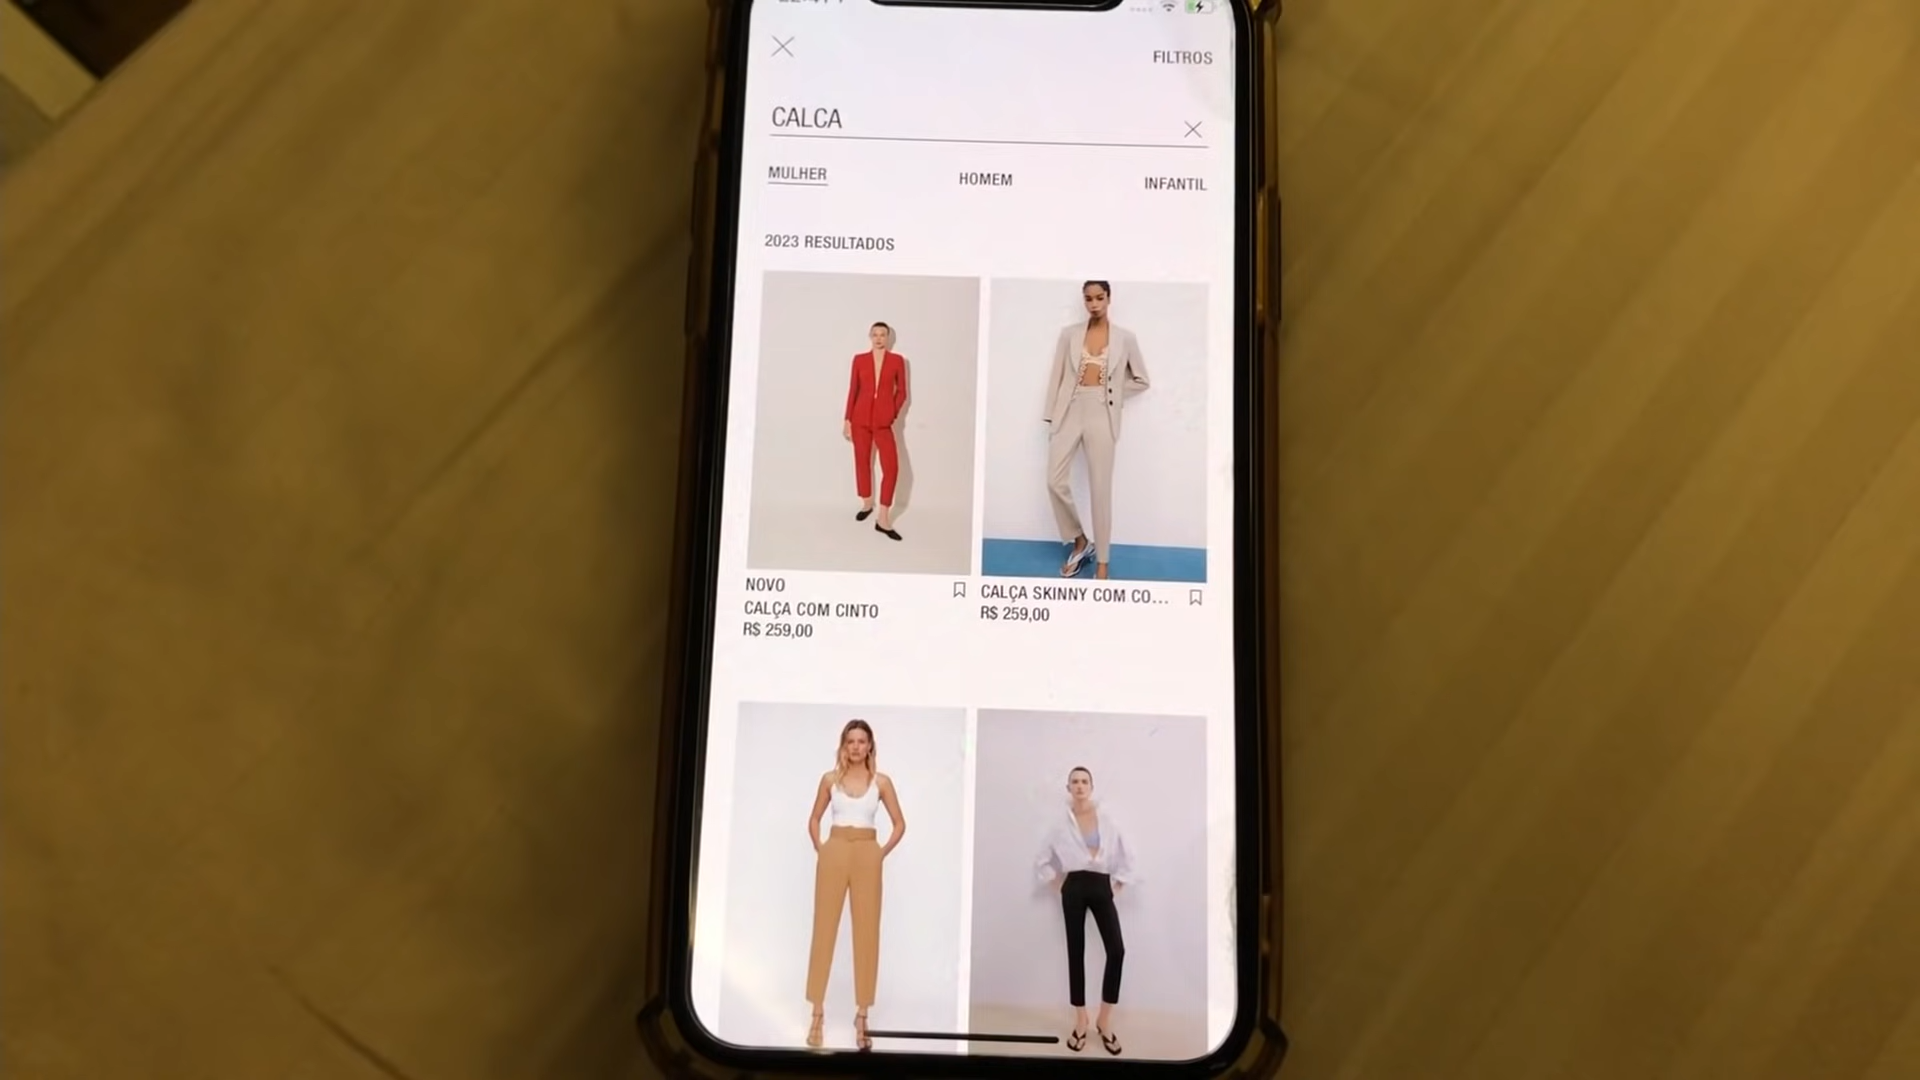 FILTROS
CALCA
MULHER HOMEM INFANTIL
2023 RESULTADOS
NOVO
CALÇA COM CINTO
R$ 259,00
CALÇA SKINNY COM CO...
R$ 259,00